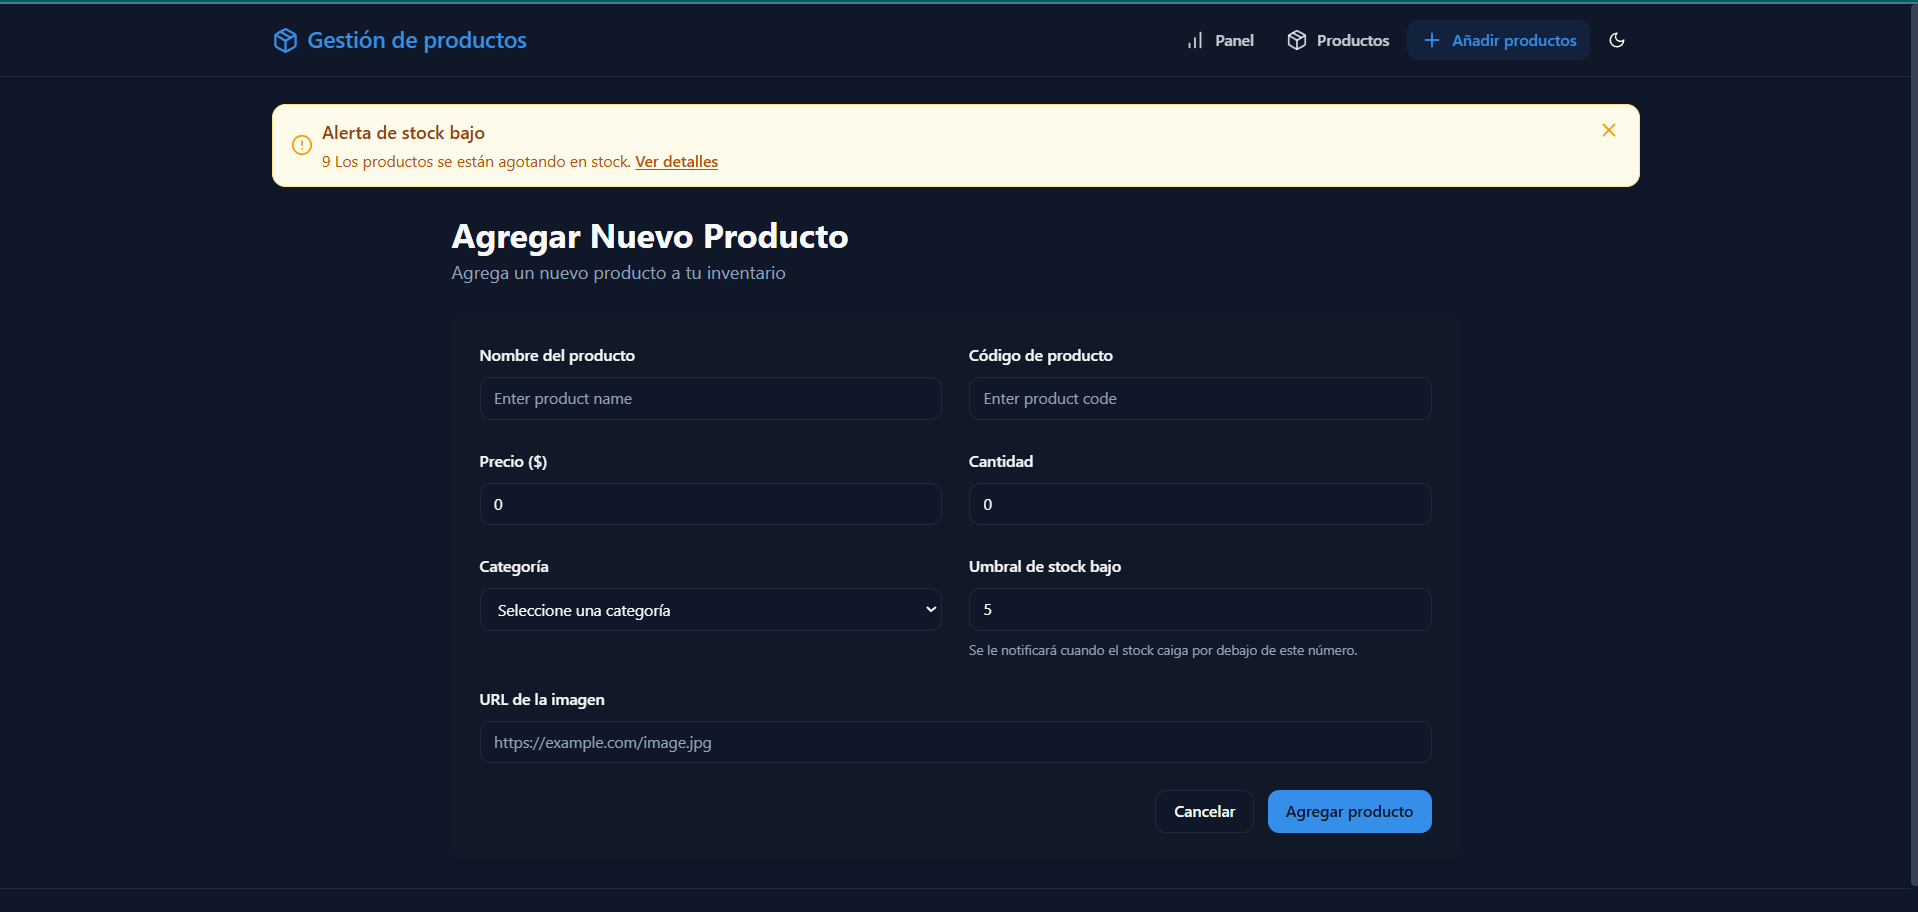 Gestión de productos
Panel
Productos
Añadir productos
Alerta de stock bajo
9 Los productos se están agotando en stock. Ver detalles
Agregar Nuevo Producto
Agrega un nuevo producto a tu inventario
Nombre del producto
Enter product name
Código de producto
Enter product code
Precio ($)
0
Cantidad
0
Categoría
Seleccione una categoría
Umbral de stock bajo
5
Se le notificará cuando el stock caiga por debajo de este número.
URL de la imagen
https://example.com/image.jpg
Cancelar
Agregar producto